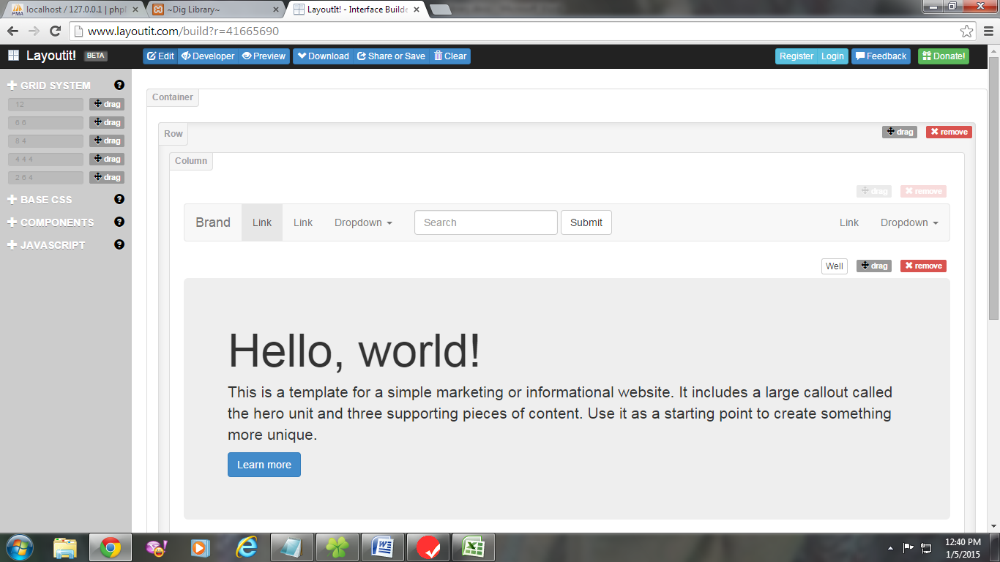 localhost / 127.0.0.1 | phpl
~Dig Library~
LayoutIt! - Interface Builde
www.layoutit.com/build?r=41665690
Layoutit! BETA
Edit Developer Preview Download Share or Save Clear Register Login Feedback Donate!
GRID SYSTEM
12 drag
6 6 drag
8 4 drag
4 4 4 drag
2 6 4 drag
BASE CSS
COMPONENTS
JAVASCRIPT
Container
Row drag remove
Column
drag remove
Brand Link Link Dropdown Search Submit Link Dropdown
Well drag remove
Hello, world!
This is a template for a simple marketing or informational website. It includes a large callout called
the hero unit and three supporting pieces of content. Use it as a starting point to create something
more unique.
Learn more
12:40 PM
1/5/2015